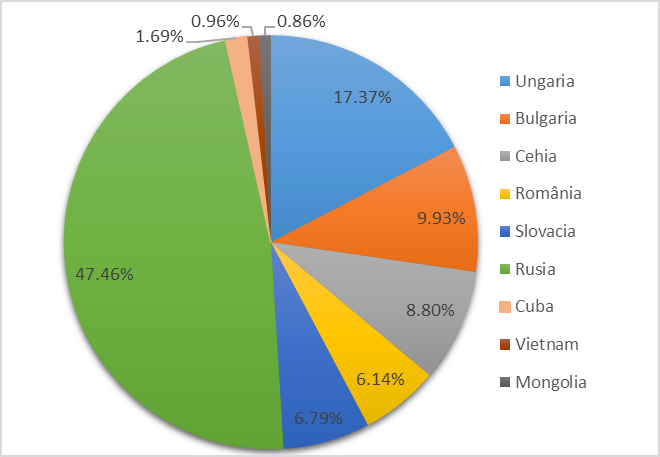 0.96%
0.86%
1.69%
17.37%
9.93%
8.80%
6.14%
6.79%
47.46%
Ungaria
Bulgaria
Cehia
România
Slovacia
Rusia
Cuba
Vietnam
Mongolia